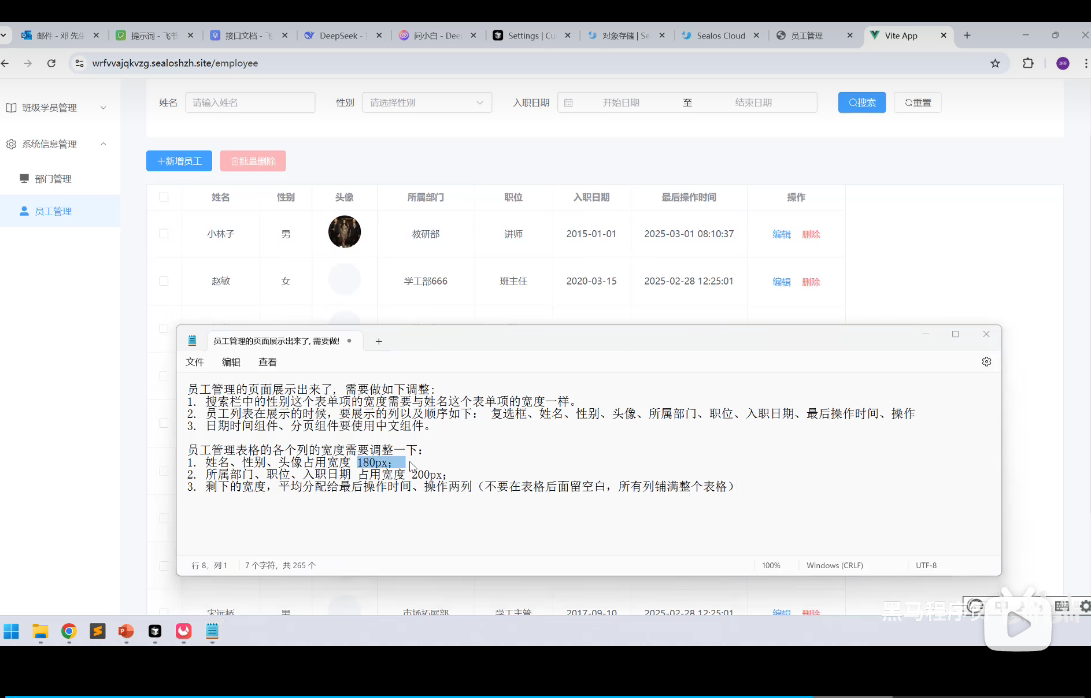 邮件 - 邓 先生
提示词 - 飞书
接口文档 - 飞
DeepSeek -
问小白 - Dee
Settings | Cu
对象存储 | Se
Sealos Cloud
员工管理
Vite App
wrfvvajqkvzg.sealoshzh.site/employee
班级学员管理
系统信息管理
部门管理
员工管理
姓名 请输入姓名 性别 请选择性别 入职日期 开始日期 至 结束日期 搜索 重置
+新增员工 批量删除
姓名 性别 头像 所属部门 职位 入职日期 最后操作时间 操作
小林子 男 教研部 讲师 2015-01-01 2025-03-01 08:10:37 编辑 删除
赵敏 女 学工部666 班主任 2020-03-15 2025-02-28 12:25:01 编辑 删除
员工管理的页面展示出来了, 需要做!
文件 编辑 查看
员工管理的页面展示出来了, 需要做如下调整:
1. 搜索栏中的性别这个表单项的宽度需要与姓名这个表单项的宽度一样。
2. 员工列表在展示的时候, 要展示的列以及顺序如下: 复选框、姓名、性别、头像、所属部门、职位、入职日期、最后操作时间、操作
3. 日期时间组件、分页组件要使用中文组件。
员工管理表格的各个列的宽度需要调整一下:
1. 姓名、性别、头像占用宽度 180px;
2. 所属部门、职位、入职日期 占用宽度 200px;
3. 剩下的宽度, 平均分配给最后操作时间、操作两列(不要在表格后面留空白, 所有列铺满整个表格)
行 8, 列 1 7 个字符, 共 265 个 100% Windows (CRLF) UTF-8
宋远桥 男 市场拓展部 学工主管 2017-09-10 2025-02-28 12:25:01 编辑 删除
黑马程序员